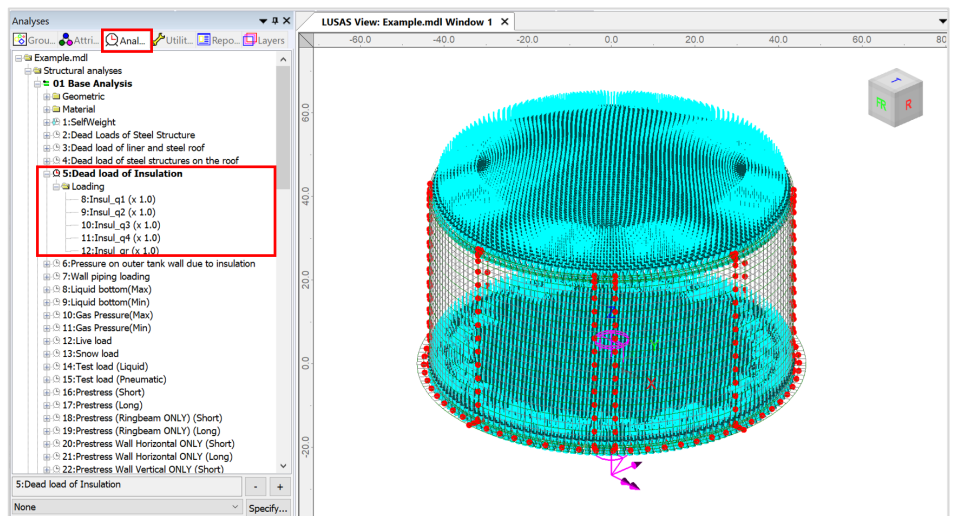 Analyses
Grou... Attri... Anal... Utilit... Repo... Layers
Example.mdl
Structural analyses
01 Base Analysis
Geometric
Material
1:SelfWeight
2:Dead Loads of Steel Structure
3:Dead load of liner and steel roof
4:Dead load of steel structures on the roof
5:Dead load of Insulation
Loading
8:Insul_q1 (x 1.0)
9:Insul_q2 (x 1.0)
10:Insul_q3 (x 1.0)
11:Insul_q4 (x 1.0)
12:Insul_qr (x 1.0)
6:Pressure on outer tank wall due to insulation
7:Wall piping loading
8:Liquid bottom(Max)
9:Liquid bottom(Min)
10:Gas Pressure(Max)
11:Gas Pressure(Min)
12:Live load
13:Snow load
14:Test load (Liquid)
15:Test load (Pneumatic)
16:Prestress (Short)
17:Prestress (Long)
18:Prestress (Ringbeam ONLY) (Short)
19:Prestress (Ringbeam ONLY) (Long)
20:Prestress Wall Horizontal ONLY (Short)
21:Prestress Wall Horizontal ONLY (Long)
22:Prestress Wall Vertical ONLY (Short)
5:Dead load of Insulation
- +
None
Specify...
LUSAS View: Example.mdl Window 1 X
-60.0 -40.0 -20.0 0.0 20.0 40.0 60.0 80
60.0
40.0
20.0
0.0
-20.0
T
FR R
Z
Y
X